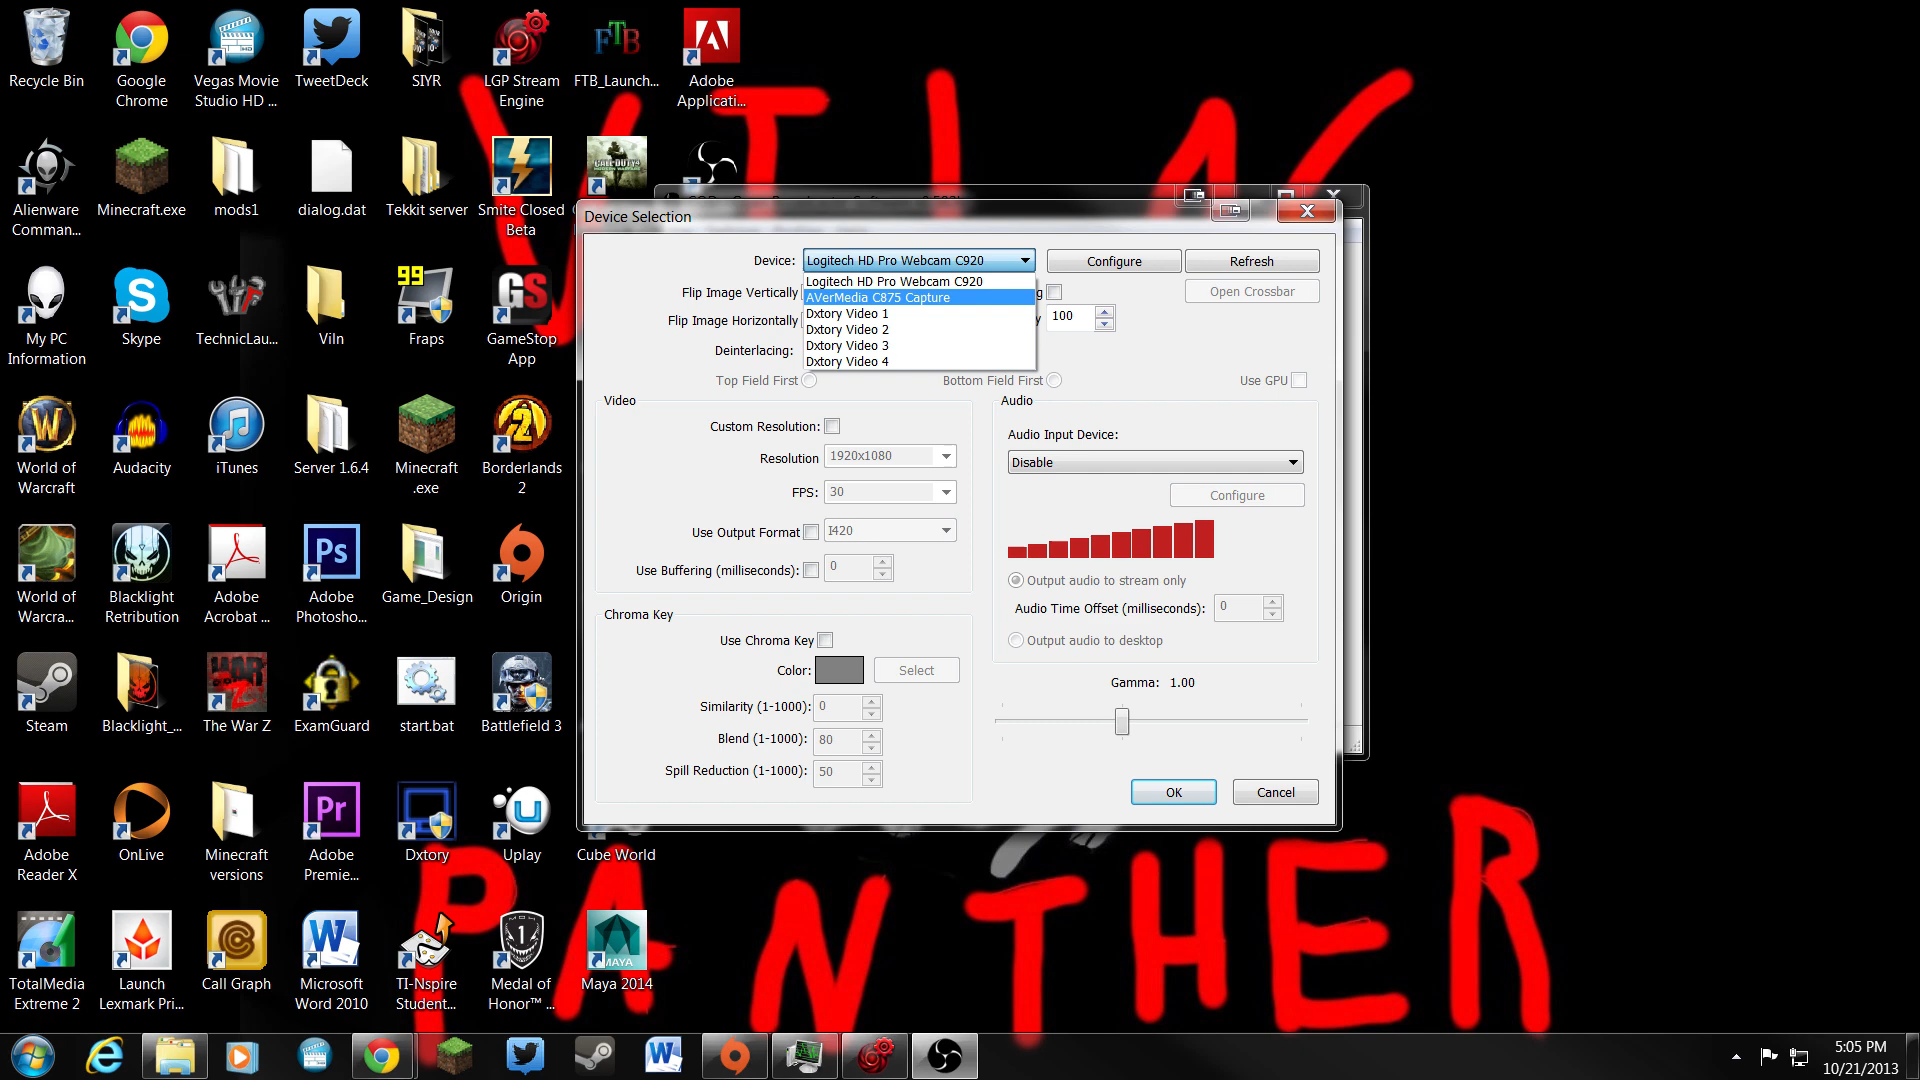 VILN
PANTHER
Recycle Bin
Google
Chrome
Vegas Movie
Studio HD ...
TweetDeck
SIYR
LGP Stream
Engine
FTB
FTB_Launch...
Adobe
Applicati...
Alienware
Comman...
Minecraft.exe
mods1
dialog.dat
Tekkit server
Smite Closed
Beta
CALL OF DUTY 4
My PC
Information
Skype
TechnicLau...
Viln
99
Fraps
GS
GameStop
App
World of
Warcraft
Audacity
iTunes
Server 1.6.4
Minecraft
.exe
Borderlands
2
World of
Warcra...
Blacklight
Retribution
Adobe
Acrobat ...
Ps
Adobe
Photosho...
Game_Design
Origin
Steam
Blacklight_...
The War Z
ExamGuard
start.bat
Battlefield 3
Adobe
Reader X
OnLive
Minecraft
versions
Pr
Adobe
Premie...
Dxtory
Uplay
Cube World
TotalMedia
Extreme 2
Launch
Lexmark Pri...
Call Graph
Microsoft
Word 2010
TI-Nspire
Student...
Medal of
Honor™ ...
MAYA
Maya 2014
Device Selection
Device:
Logitech HD Pro Webcam C920
Configure
Refresh
Logitech HD Pro Webcam C920
AVerMedia C875 Capture
Dxtory Video 1
Dxtory Video 2
Dxtory Video 3
Dxtory Video 4
Flip Image Vertically
Open Crossbar
Flip Image Horizontally
100
Deinterlacing:
Top Field First
Bottom Field First
Use GPU
Video
Custom Resolution:
Resolution
1920x1080
FPS:
30
Use Output Format
I420
Use Buffering (milliseconds):
0
Chroma Key
Use Chroma Key
Color:
Select
Similarity (1-1000):
0
Blend (1-1000):
80
Spill Reduction (1-1000):
50
Audio
Audio Input Device:
Disable
Configure
Output audio to stream only
Audio Time Offset (milliseconds):
0
Output audio to desktop
Gamma: 1.00
OK
Cancel
5:05 PM
10/21/2013